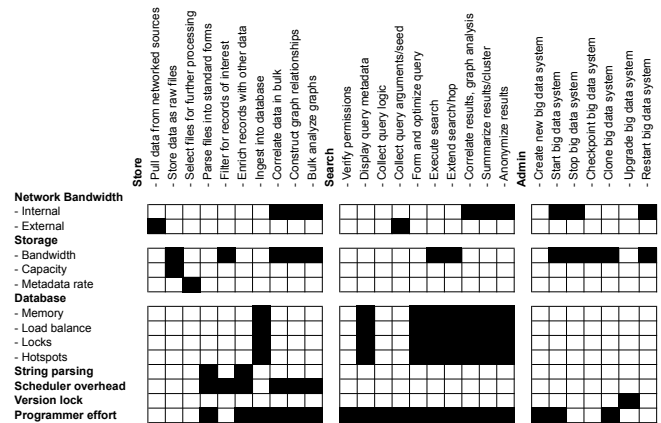 Store
- Pull data from networked sources
- Store data as raw files
- Select files for further processing
- Parse files into standard forms
- Filter for records of interest
- Enrich records with other data
- Ingest into database
- Correlate data in bulk
- Construct graph relationships
- Bulk analyze graphs
Search
- Verify permissions
- Display query metadata
- Collect query logic
- Collect query arguments/seed
- Form and optimize query
- Execute search
- Extend search/hop
- Correlate results, graph analysis
- Summarize results/cluster
- Anonymize results
Admin
- Create new big data system
- Start big data system
- Stop big data system
- Checkpoint big data system
- Clone big data system
- Upgrade big data system
- Restart big data system
Network Bandwidth
- Internal
- External
Storage
- Bandwidth
- Capacity
- Metadata rate
Database
- Memory
- Load balance
- Locks
- Hotspots
String parsing
Scheduler overhead
Version lock
Programmer effort